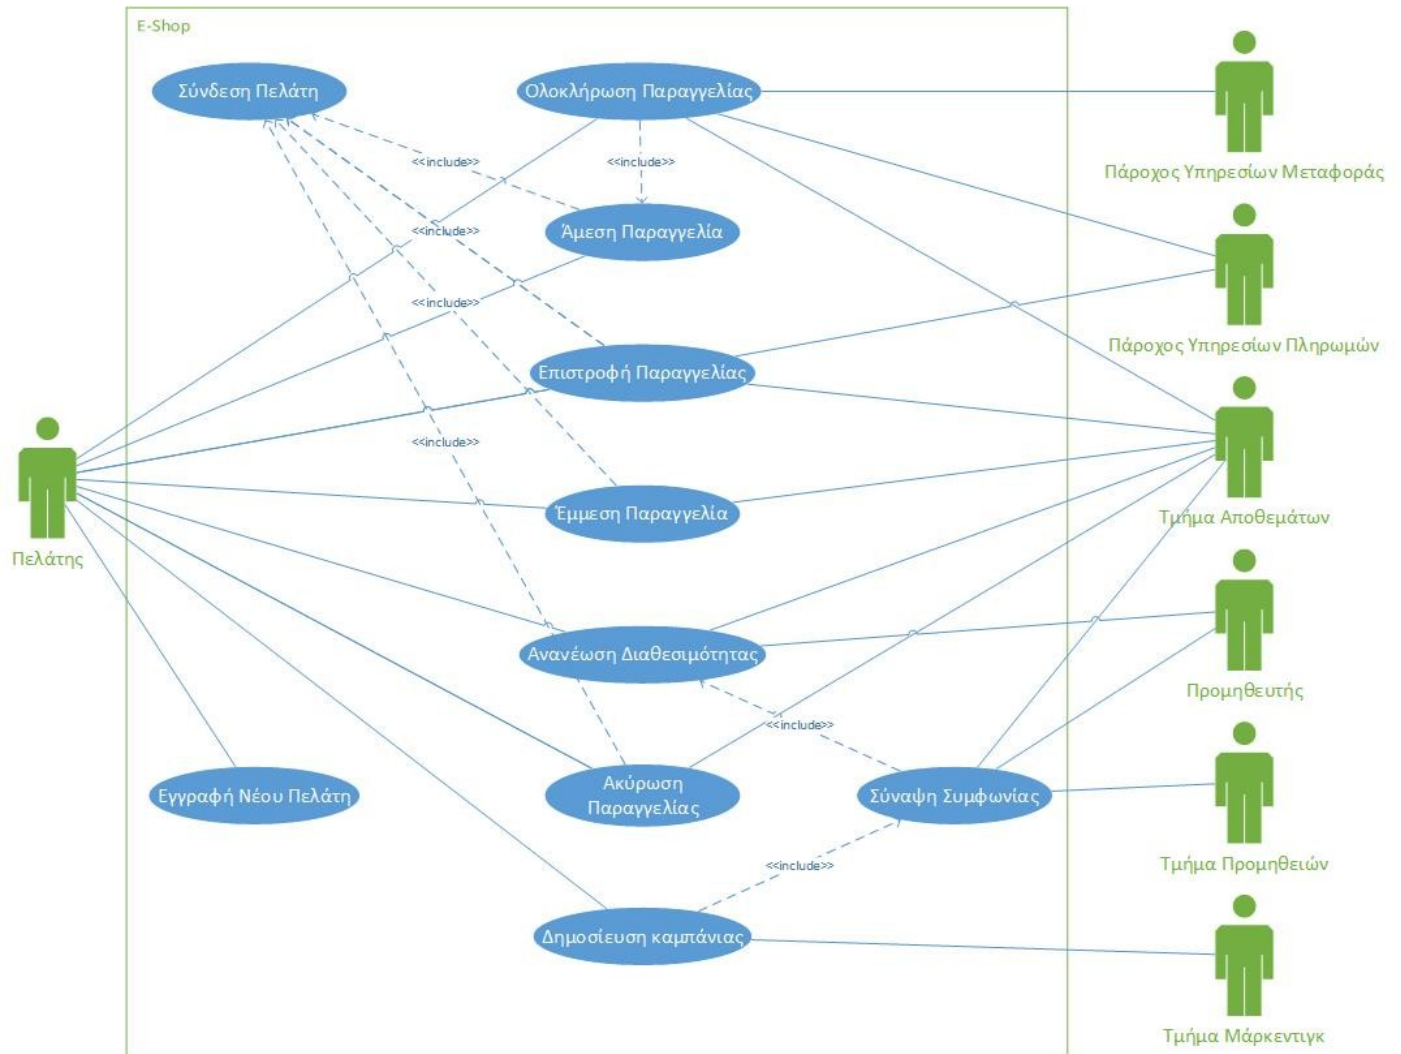 E-Shop
Σύνδεση Πελάτη
Ολοκλήρωση Παραγγελίας
<<include>>
<<include>>
Πάροχος Υπηρεσίων Μεταφοράς
<<include>>
Άμεση Παραγγελία
<<include>>
Πάροχος Υπηρεσίων Πληρωμών
Επιστροφή Παραγγελίας
<<include>>
Έμμεση Παραγγελία
Τμήμα Αποθεμάτων
Πελάτης
Ανανέωση Διαθεσιμότητας
Προμηθευτής
<<include>>
Εγγραφή Νέου Πελάτη
Ακύρωση
Παραγγελίας
Σύναψη Συμφωνίας
<<include>>
Τμήμα Προμηθειών
Δημοσίευση καμπάνιας
Τμήμα Μάρκεντιγκ